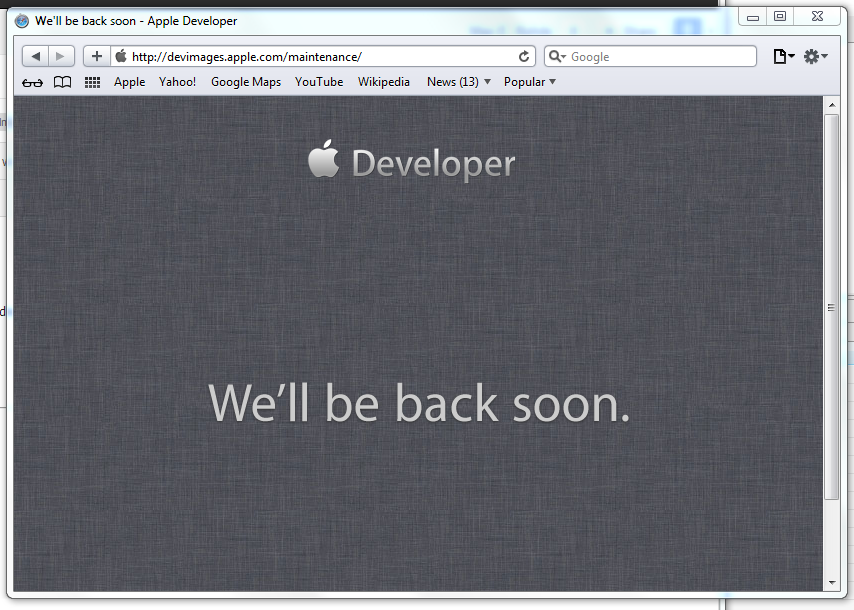 We'll be back soon - Apple Developer
http://devimages.apple.com/maintenance/
Google
Apple Yahoo! Google Maps YouTube Wikipedia News (13) Popular
Developer
We’ll be back soon.